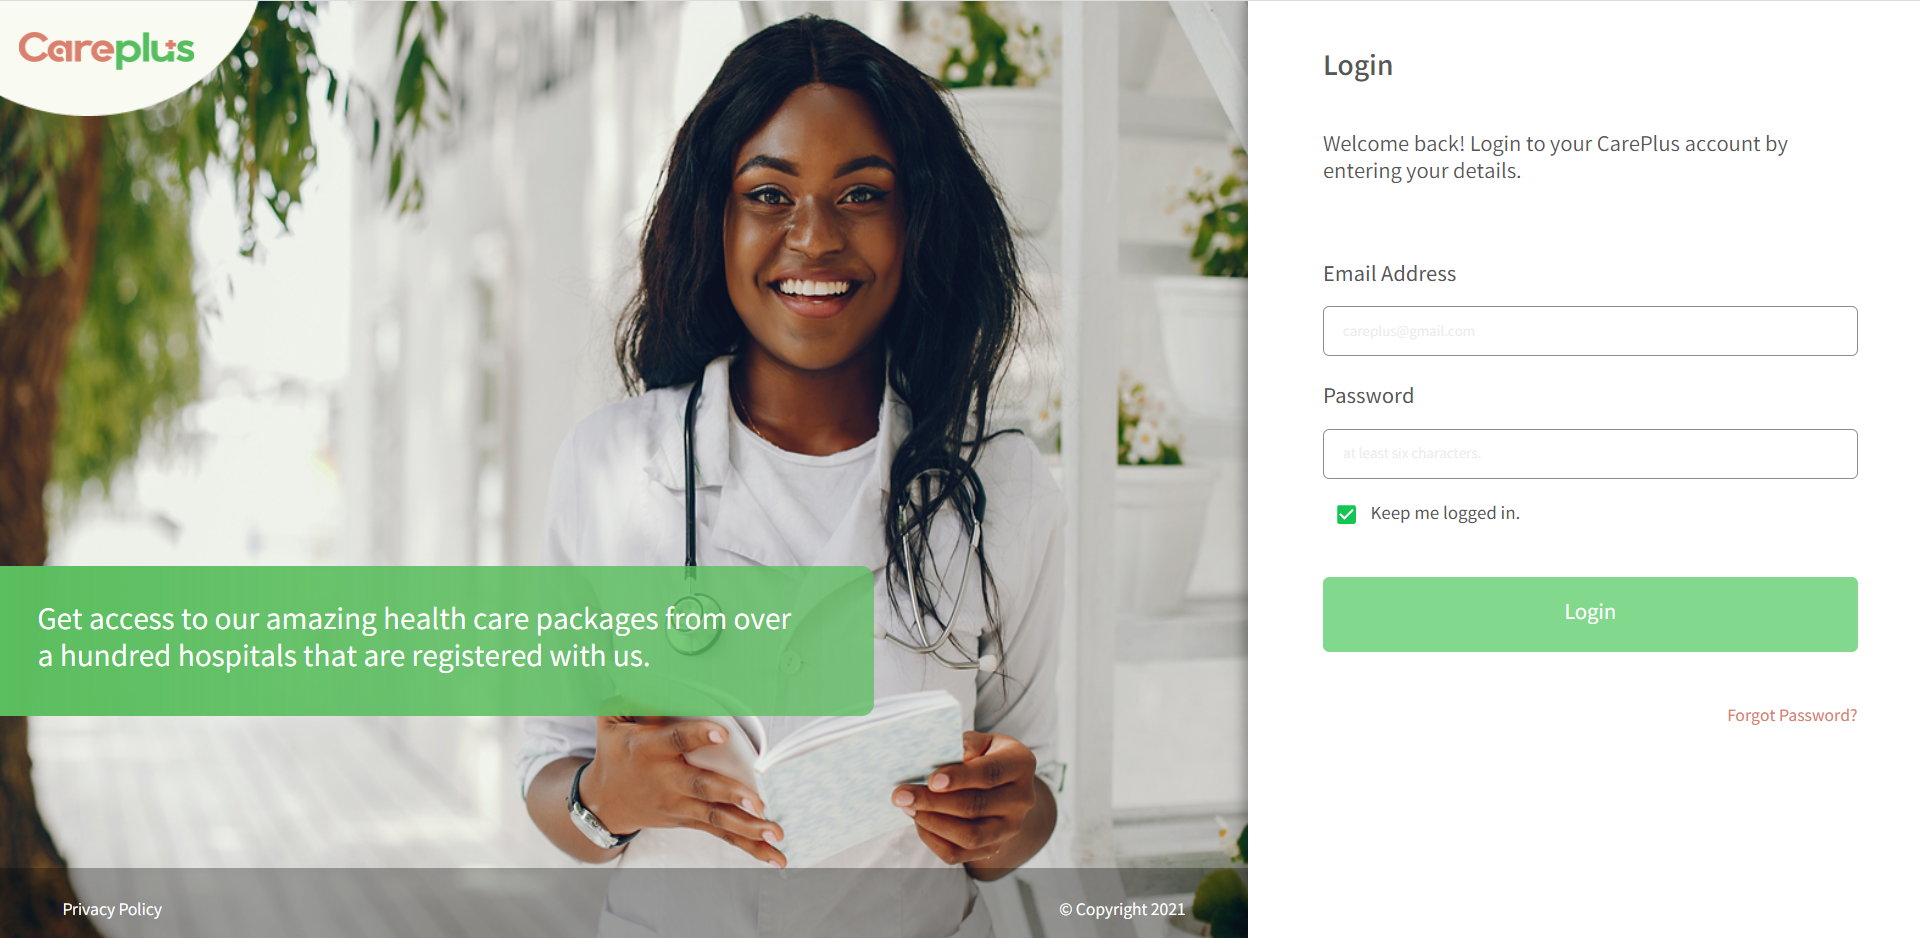 Careplus
Get access to our amazing health care packages from over
a hundred hospitals that are registered with us.
Privacy Policy
© Copyright 2021
Login
Welcome back! Login to your CarePlus account by
entering your details.
Email Address
careplus@gmail.com
Password
at least six characters.
Keep me logged in.
Login
Forgot Password?